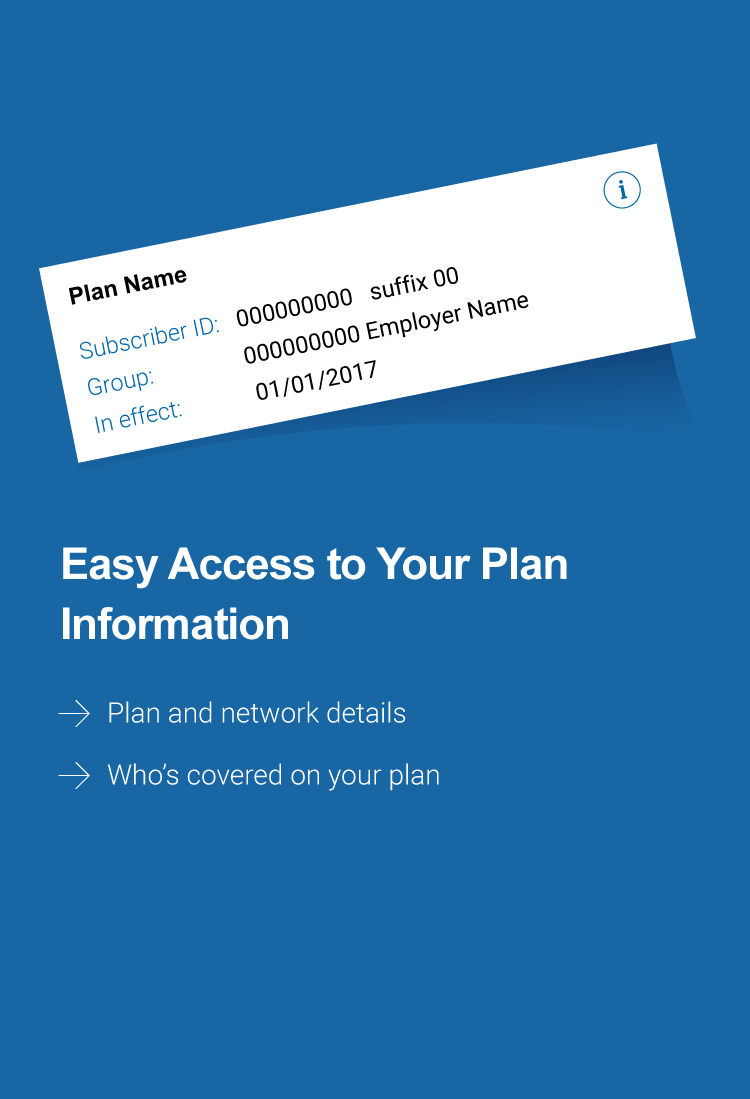 i
Plan Name
Subscriber ID: 000000000 suffix 00
Group: 000000000 Employer Name
In effect: 01/01/2017
Easy Access to Your Plan
Information
Plan and network details
Who’s covered on your plan